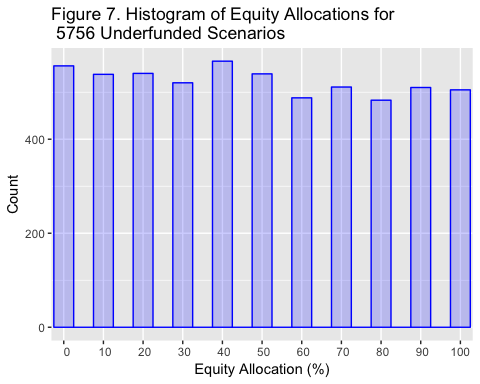 Figure 7. Histogram of Equity Allocations for
5756 Underfunded Scenarios
Count
400
200
0
0 10 20 30 40 50 60 70 80 90 100
Equity Allocation (%)